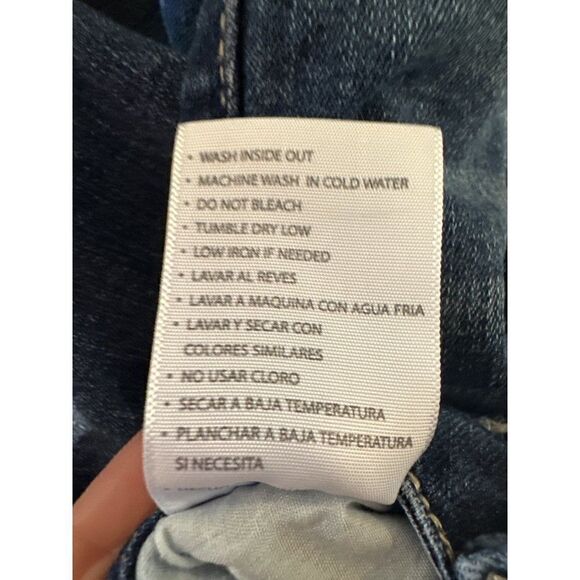 • WASH INSIDE OUT
• MACHINE WASH IN COLD WATER
• DO NOT BLEACH
• TUMBLE DRY LOW
• LOW IRON IF NEEDED
• LAVAR AL REVES
• LAVAR A MAQUINA CON AGUA FRIA
• LAVAR Y SECAR CON
COLORES SIMILARES
• NO USAR CLORO
• SECAR A BAJA TEMPERATURA
• PLANCHAR A BAJA TEMPERATURA
SI NECESITA